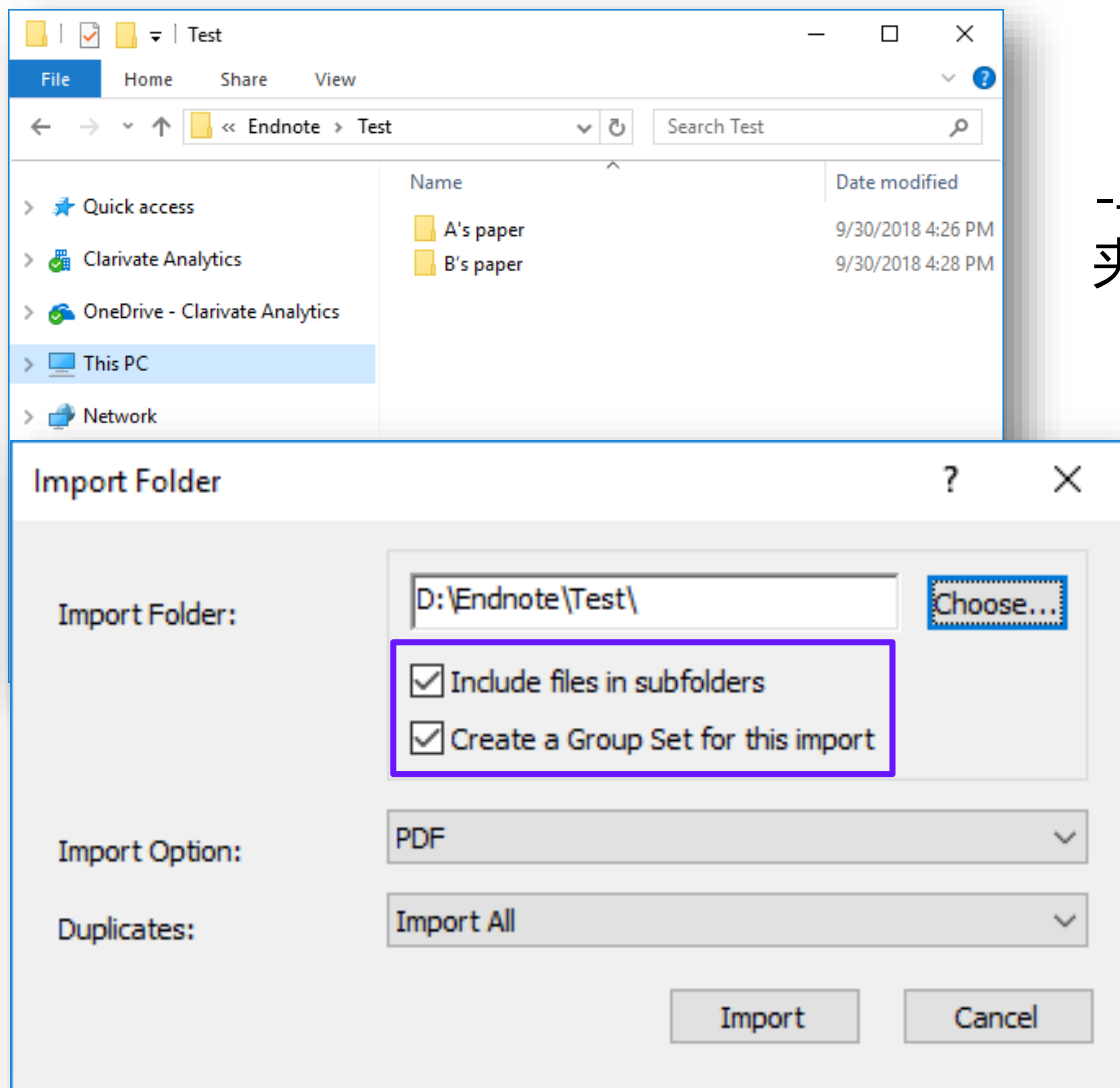 Test
File Home Share View
« Endnote › Test
Search Test
Name Date modified
Quick access
A's paper 9/30/2018 4:26 PM
Clarivate Analytics
B's paper 9/30/2018 4:28 PM
OneDrive - Clarivate Analytics
This PC
Network
Import Folder
Import Folder:
D:\Endnote\Test\
Choose...
Include files in subfolders
Create a Group Set for this import
Import Option:
PDF
Duplicates:
Import All
Import Cancel